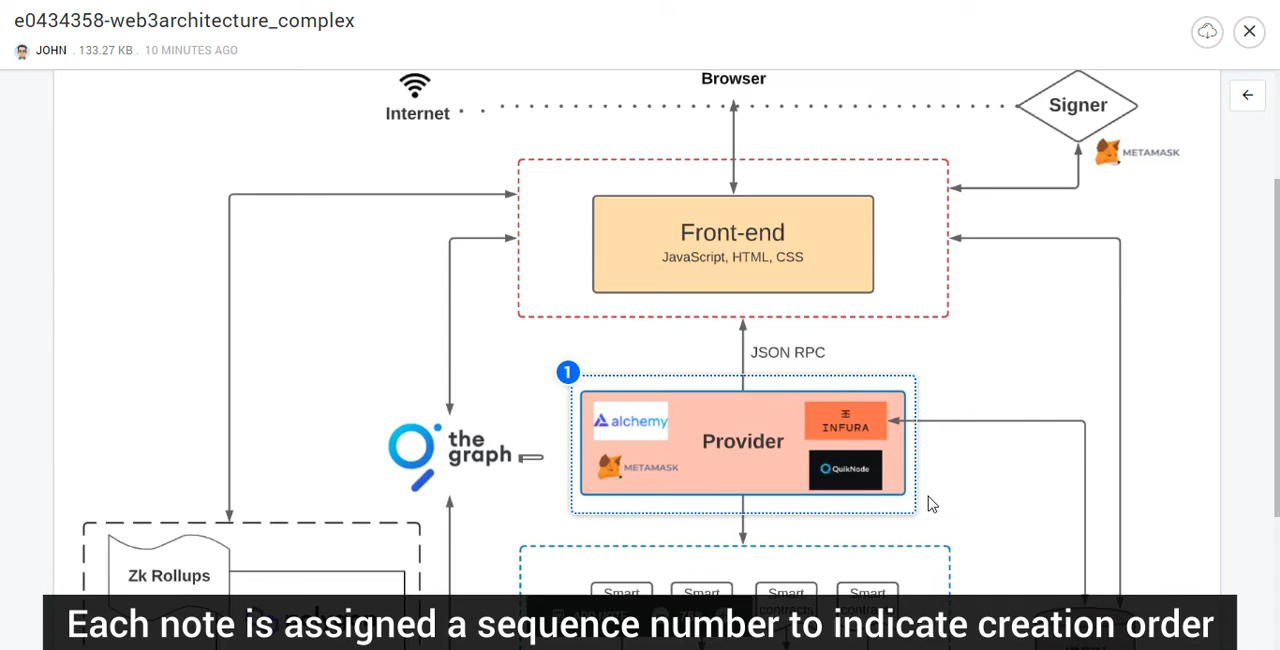 e0434358-web3architecture_complex
JOHN . 133.27 KB . 10 MINUTES AGO
Browser
Internet
Signer
METAMASK
Front-end
JavaScript, HTML, CSS
JSON RPC
1
alchemy
INFURA
Provider
the
graph
METAMASK
QuikNode
Zk Rollups
Smart
Smart
Smart
Smart
contracts
Each note is assigned a sequence number to indicate creation order